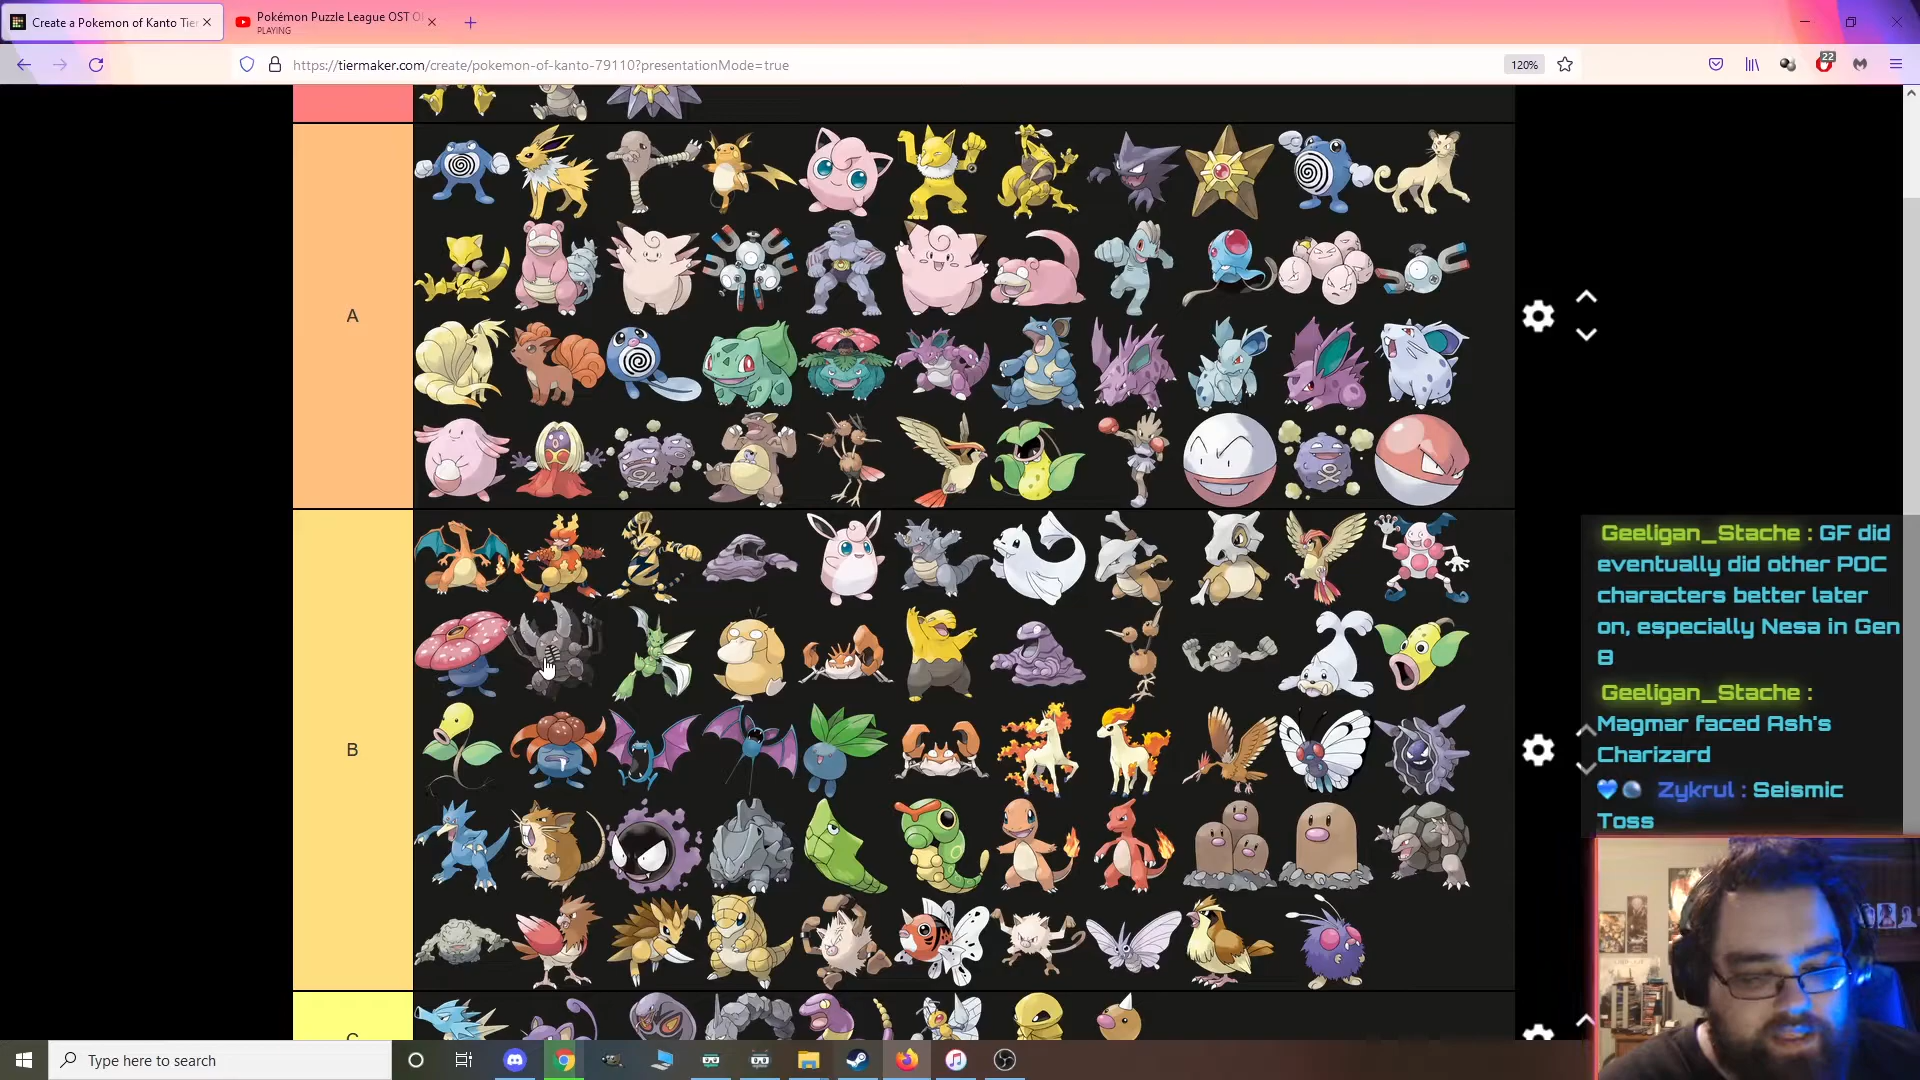 Create a Pokemon of Kanto Tie
Pokémon Puzzle League OST O
PLAYING
https://tiermaker.com/create/pokemon-of-kanto-79110?presentationMode=true
120%
22
A
B
C
Geeligan_Stache : GF did
eventually did other POC
characters better later
on, especially Nesa in Gen
8
Geeligan_Stache :
Magmar faced Ash's
Charizard
Zykrul : Seismic
Toss
Type here to search